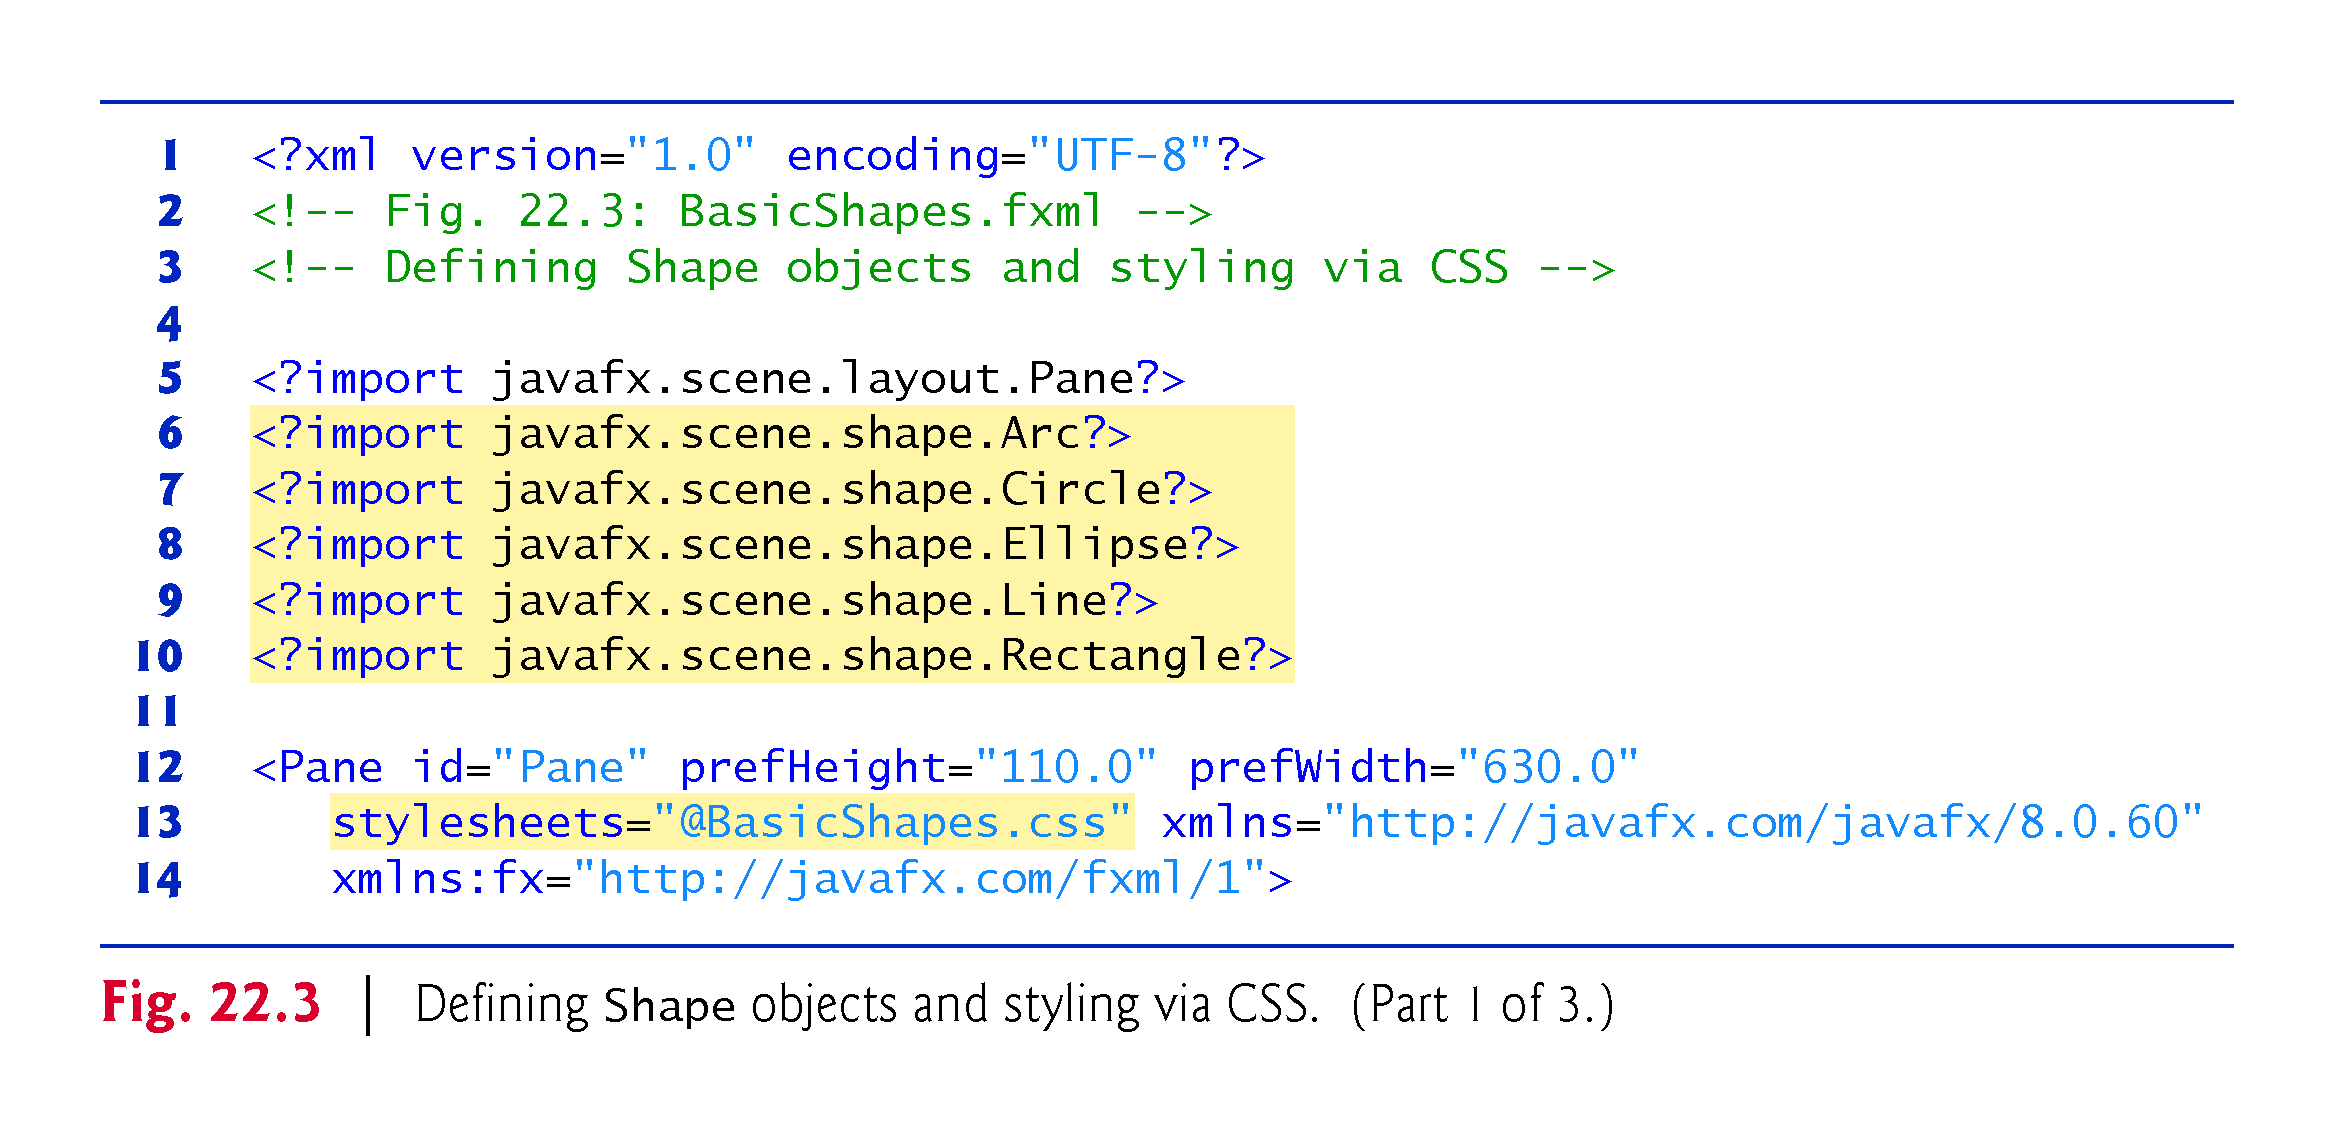 1 <?xml version="1.0" encoding="UTF-8"?>
2 <!-- Fig. 22.3: BasicShapes.fxml -->
3 <!-- Defining Shape objects and styling via CSS -->
4
5 <?import javafx.scene.layout.Pane?>
6 <?import javafx.scene.shape.Arc?>
7 <?import javafx.scene.shape.Circle?>
8 <?import javafx.scene.shape.Ellipse?>
9 <?import javafx.scene.shape.Line?>
10 <?import javafx.scene.shape.Rectangle?>
11
12 <Pane id="Pane" prefHeight="110.0" prefWidth="630.0"
13    stylesheets="@BasicShapes.css" xmlns="http://javafx.com/javafx/8.0.60"
14    xmlns:fx="http://javafx.com/fxml/1">
Fig. 22.3 | Defining Shape objects and styling via CSS. (Part 1 of 3.)